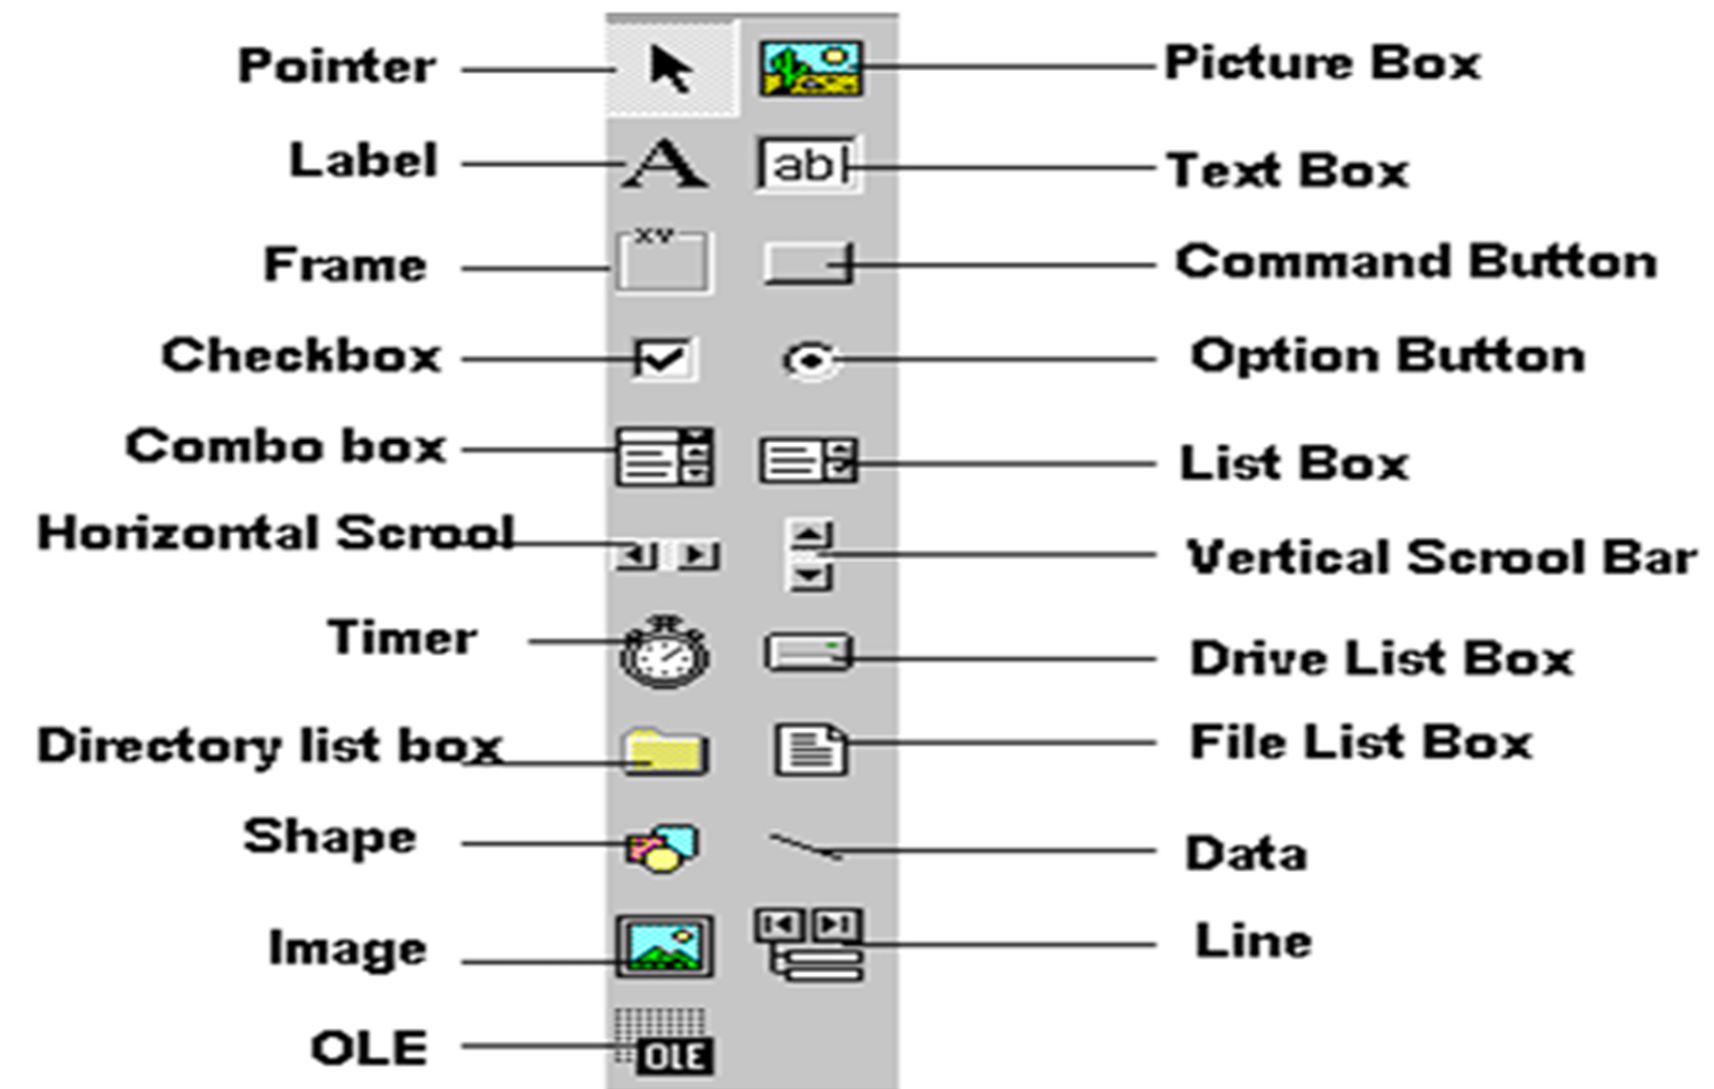 Pointer
Picture Box
Label
A
ab
Text Box
Frame
xy
Command Button
Checkbox
Option Button
Combo box
List Box
Horizontal Scrool
Vertical Scrool Bar
Timer
Drive List Box
Directory list box
File List Box
Shape
Data
Image
Line
OLE
OLE